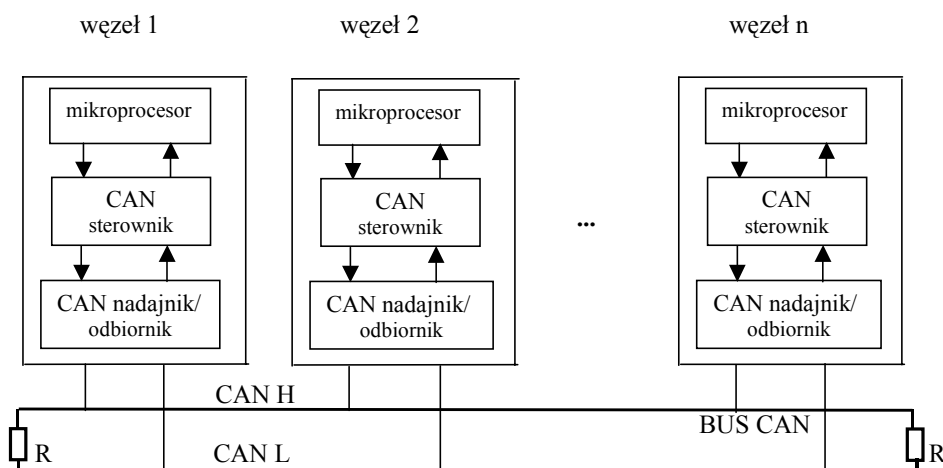 węzeł 1
węzeł 2
węzeł n
mikroprocesor
mikroprocesor
mikroprocesor
CAN
sterownik
CAN
sterownik
...
CAN
sterownik
CAN nadajnik/
odbiornik
CAN nadajnik/
odbiornik
CAN nadajnik/
odbiornik
CAN H
BUS CAN
R
CAN L
R